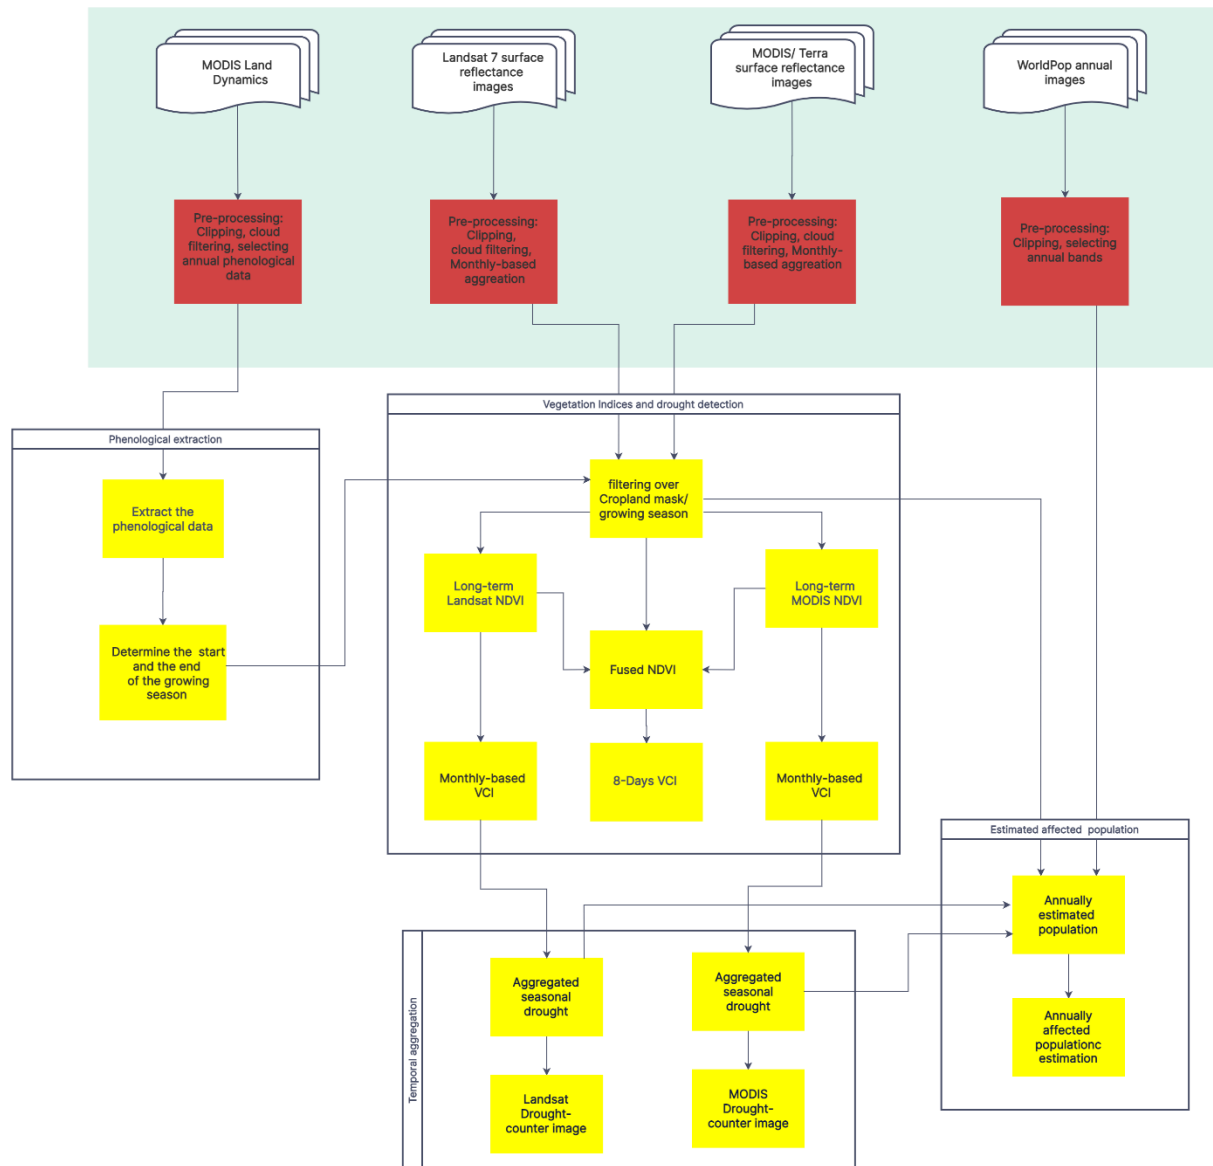 MODIS Land
Dynamics
Landsat 7 surface
reflectance
images
MODIS/ Terra
surface reflectance
images
WorldPop annual
images
Pre-processing:
Clipping, cloud
filtering, selecting
annual phenological
data
Pre-processing:
Clipping,
cloud filtering,
Monthly-based
aggreation
Pre-processing:
Clipping, cloud
filtering, Monthly-
based aggreation
Pre-processing:
Clipping, selecting
annual bands
Phenological extraction
Extract the
phenological data
Determine the start
and the end
of the growing
season
Vegetation Indices and drought detection
filtering over
Cropland mask/
growing season
Long-term
Landsat NDVI
Long-term
MODIS NDVI
Fused NDVI
Monthly-based
VCI
8-Days VCI
Monthly-based
VCI
Estimated affected population
Annually
estimated
population
Annually
affected
populationc
estimation
Temporal aggregation
Aggregated
seasonal
drought
Aggregated
seasonal
drought
Landsat
Drought-
counter image
MODIS
Drought-
counter image